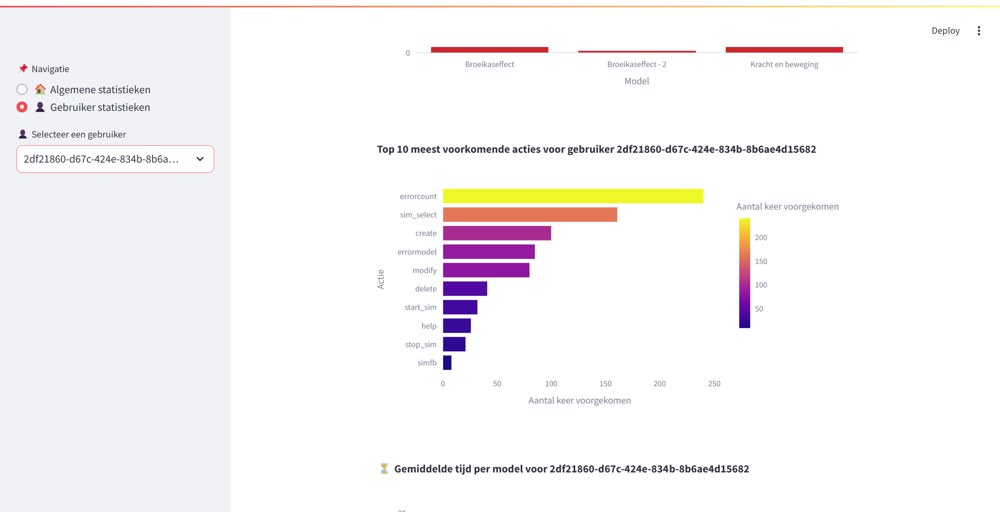 Deploy
📌 Navigatie
🏠 Algemene statistieken
👤 Gebruiker statistieken
👤 Selecteer een gebruiker
2df21860-d67c-424e-834b-8b6a…
0
Broeikaseffect
Broeikaseffect - 2
Kracht en beweging
Model
Top 10 meest voorkomende acties voor gebruiker 2df21860-d67c-424e-834b-8b6ae4d15682
Actie
errorcount
sim_select
create
errormodel
modify
delete
start_sim
help
stop_sim
simfb
0
50
100
150
200
250
Aantal keer voorgekomen
Aantal keer voorgekomen
200
150
100
50
⏳ Gemiddelde tijd per model voor 2df21860-d67c-424e-834b-8b6ae4d15682